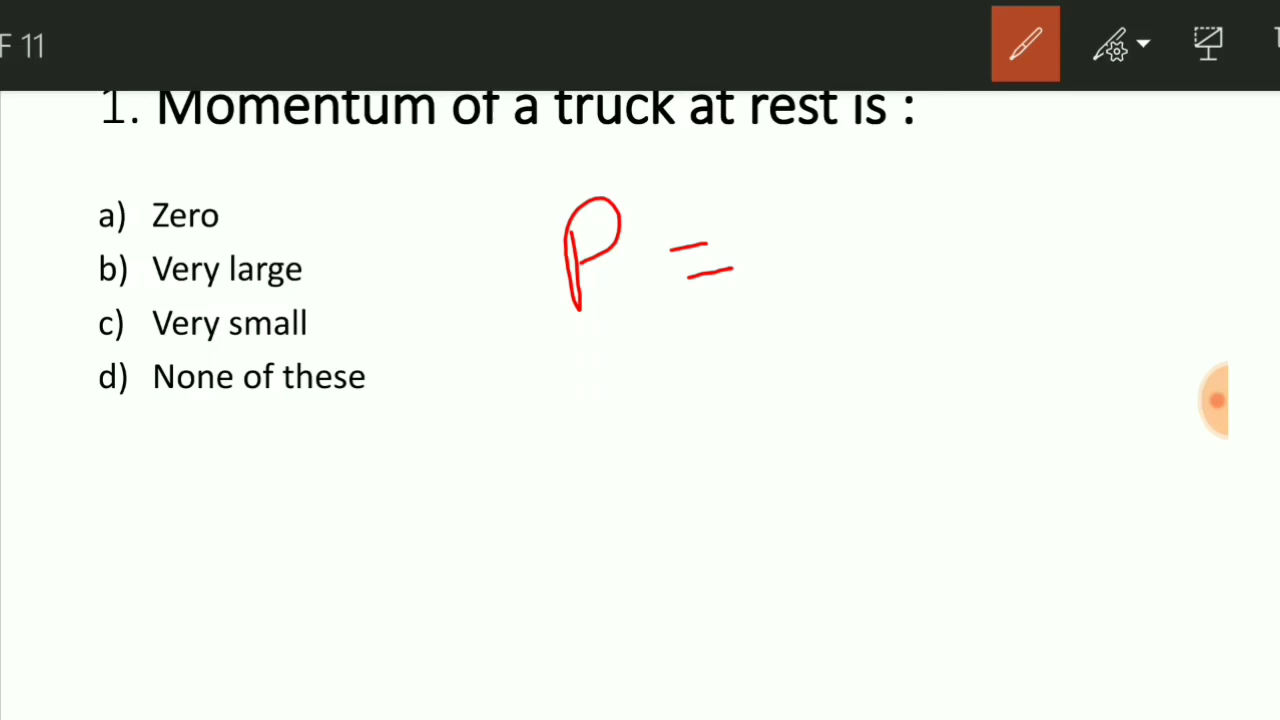 F 11
1. Momentum of a truck at rest is :
a) Zero
b) Very large
c) Very small
d) None of these
P =